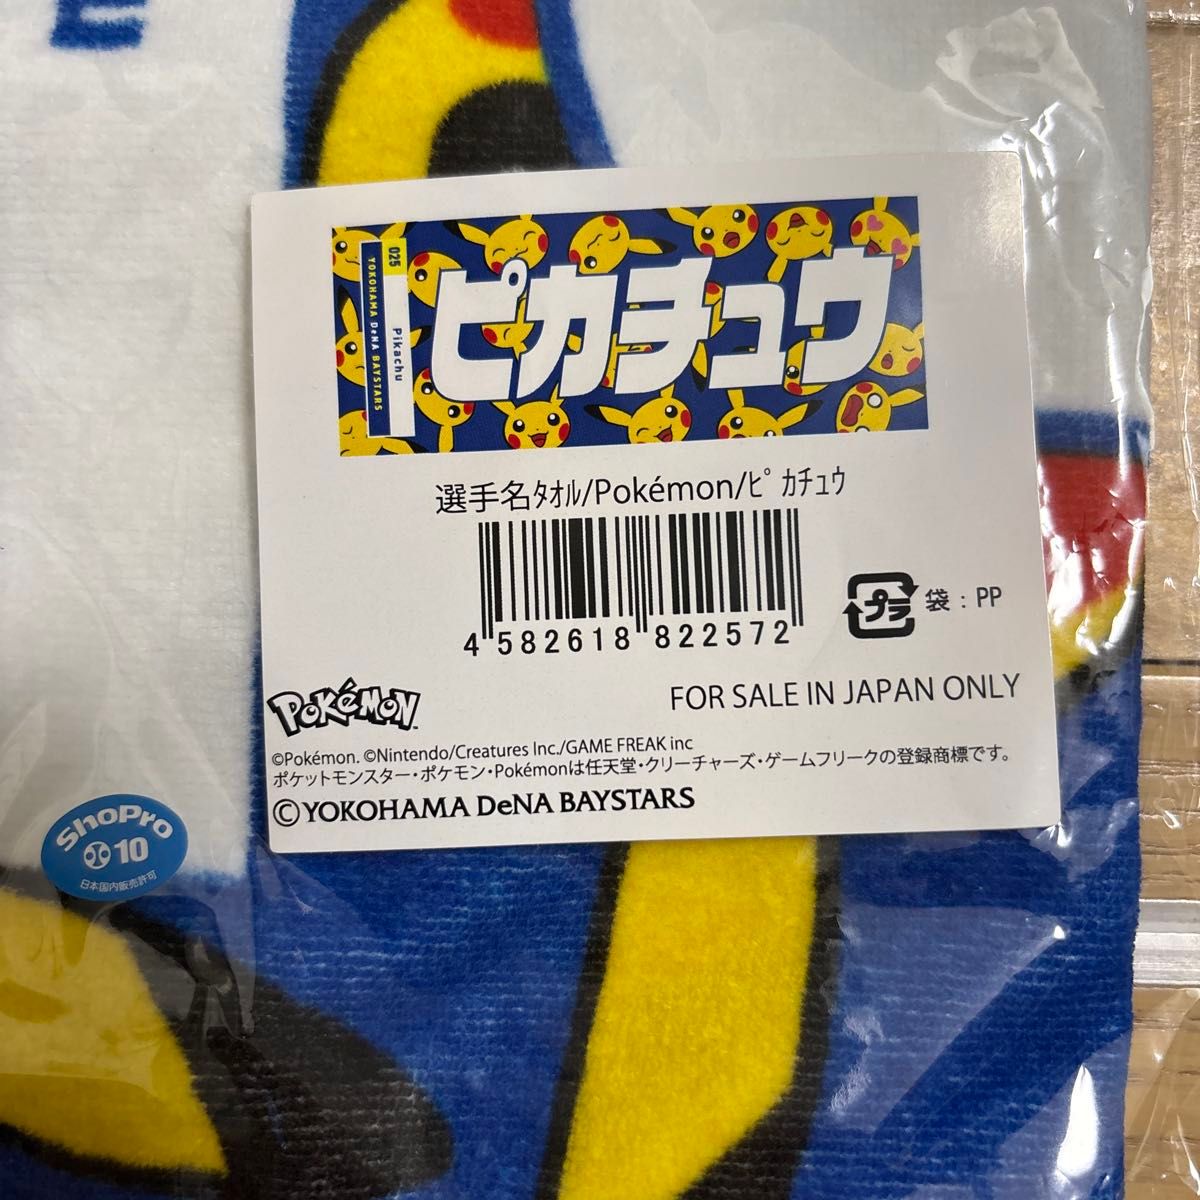 025
YOKOHAMA DeNA BAYSTARS
Pikachu
ピカチュウ
選手名ﾀｵﾙ/Pokémon/ﾋﾟｶﾁｭｳ
4 582618 822572
プラ 袋：PP
POKéMON
FOR SALE IN JAPAN ONLY
©Pokémon. ©Nintendo/Creatures Inc./GAME FREAK inc
ポケットモンスター・ポケモン・Pokémonは任天堂・クリーチャーズ・ゲームフリークの登録商標です。
©YOKOHAMA DeNA BAYSTARS
ShoPro
10
日本国内販売許可